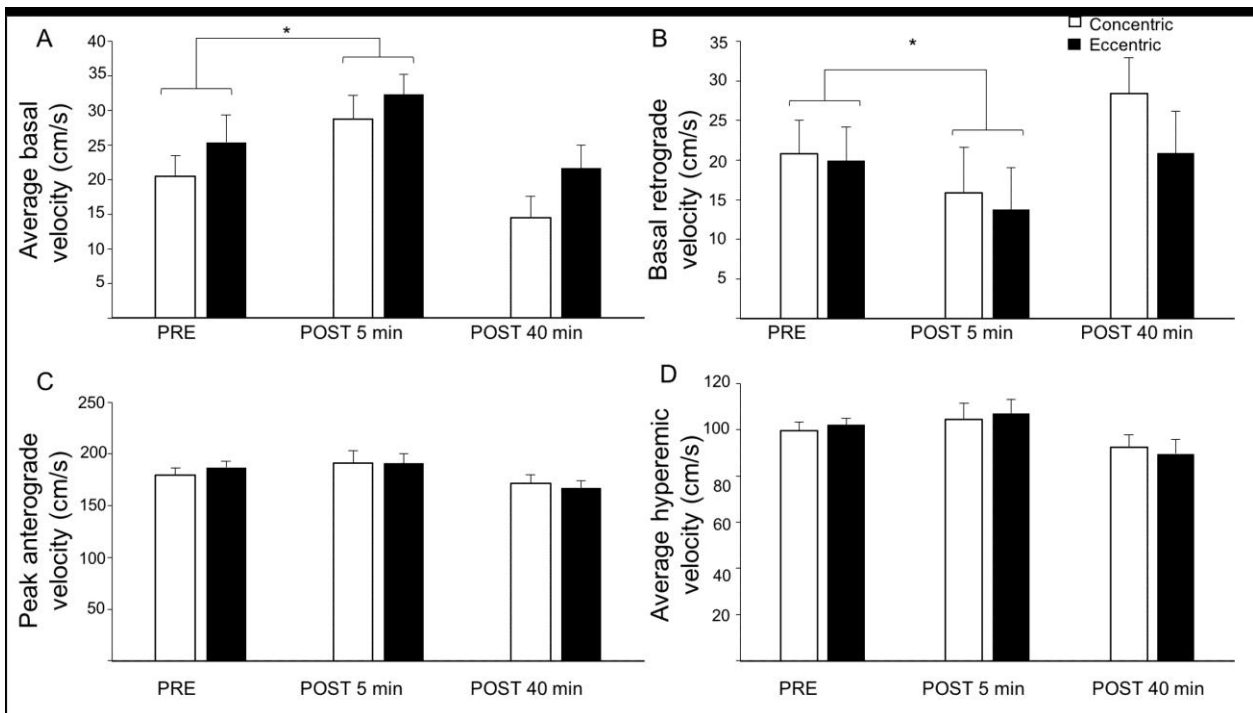 A
*
40
35
30
25
20
15
10
5
Average basal
velocity (cm/s)
PRE POST 5 min POST 40 min
B
*
Concentric
Eccentric
35
30
25
20
15
10
5
Basal retrograde
velocity (cm/s)
PRE POST 5 min POST 40 min
C
250
200
150
100
50
Peak anterograde
velocity (cm/s)
PRE POST 5 min POST 40 min
D
120
100
80
60
40
20
Average hyperemic
velocity (cm/s)
PRE POST 5 min POST 40 min